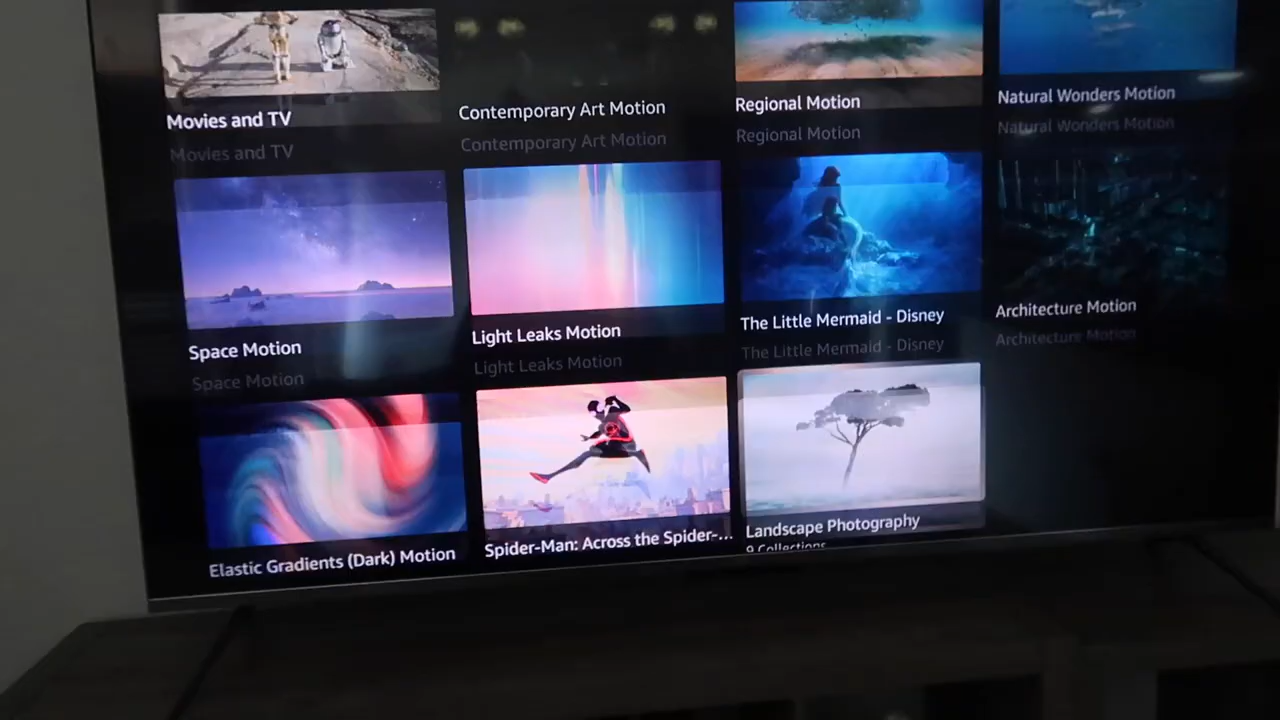 Movies and TV
Contemporary Art Motion
Regional Motion
Natural Wonders Motion
Movies and TV
Contemporary Art Motion
Regional Motion
Natural Wonders Motion
Space Motion
Light Leaks Motion
The Little Mermaid - Disney
Architecture Motion
Space Motion
Light Leaks Motion
The Little Mermaid - Disney
Architecture Motion
Elastic Gradients (Dark) Motion
Spider-Man: Across the Spider-...
Landscape Photography
9 Collections